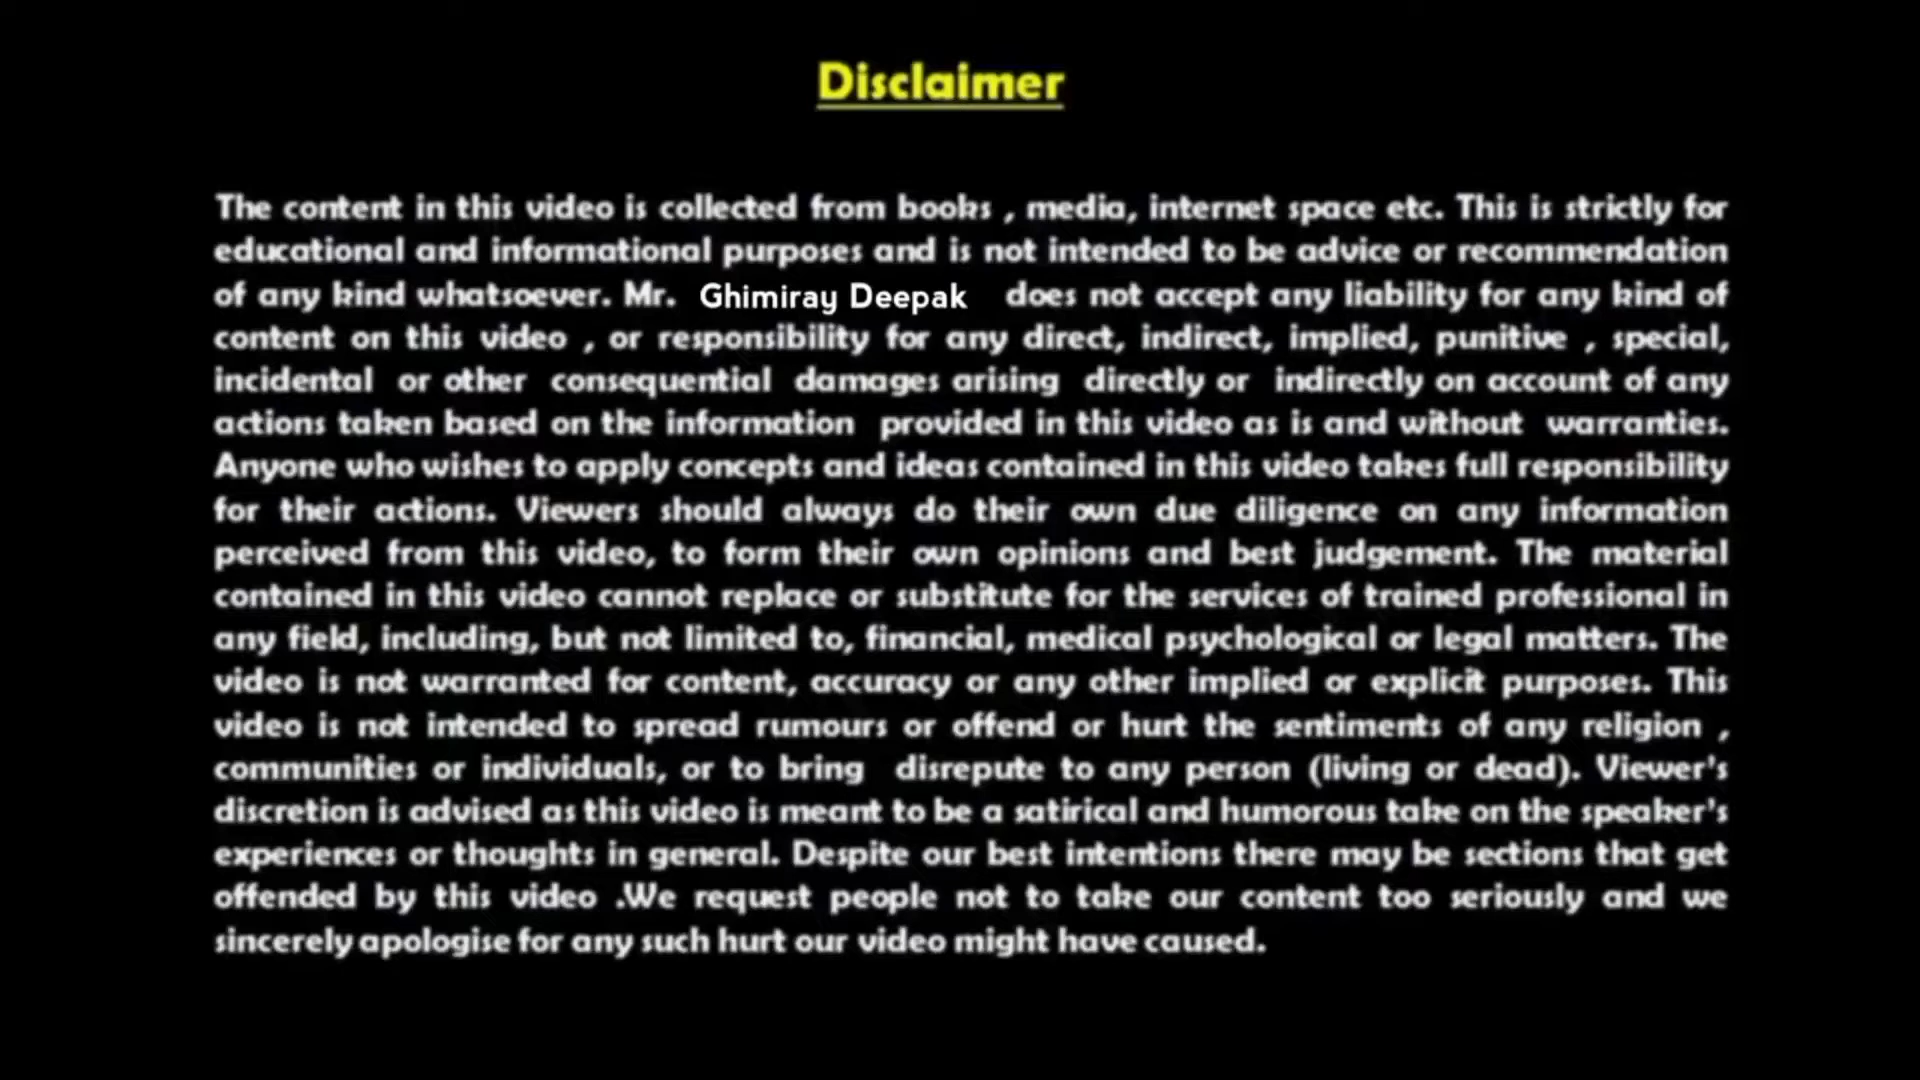 Disclaimer
The content in this video is collected from books , media, internet space etc. This is strictly for
educational and informational purposes and is not intended to be advice or recommendation
of any kind whatsoever. Mr. Ghimiray Deepak does not accept any liability for any kind of
content on this video , or responsibility for any direct, indirect, implied, punitive , special,
incidental or other consequential damages arising directly or indirectly on account of any
actions taken based on the information provided in this video as is and without warranties.
Anyone who wishes to apply concepts and ideas contained in this video takes full responsibility
for their actions. Viewers should always do their own due diligence on any information
perceived from this video, to form their own opinions and best judgement. The material
contained in this video cannot replace or substitute for the services of trained professional in
any field, including, but not limited to, financial, medical psychological or legal matters. The
video is not warranted for content, accuracy or any other implied or explicit purposes. This
video is not intended to spread rumours or offend or hurt the sentiments of any religion ,
communities or individuals, or to bring disrepute to any person (living or dead). Viewer's
discretion is advised as this video is meant to be a satirical and humorous take on the speaker's
experiences or thoughts in general. Despite our best intentions there may be sections that get
offended by this video .We request people not to take our content too seriously and we
sincerely apologise for any such hurt our video might have caused.